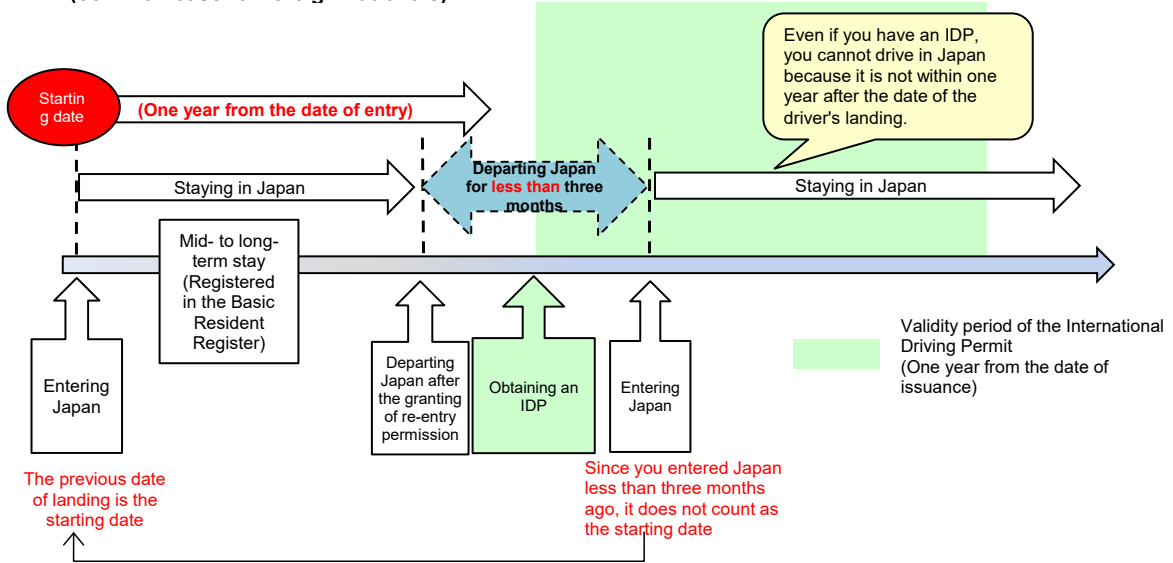 Even if you have an IDP,
you cannot drive in Japan
because it is not within one
year after the date of the
driver's landing.
Startin
g date
(One year from the date of entry)
Departing Japan
for less than three
months
Staying in Japan
Staying in Japan
Mid- to long-
term stay
(Registered
in the Basic
Resident
Register)
Entering
Japan
Departing
Japan after
the granting
of re-entry
permission
Obtaining an
IDP
Entering
Japan
Validity period of the International
Driving Permit
(One year from the date of
issuance)
The previous date
of landing is the
starting date
Since you entered Japan
less than three months
ago, it does not count as
the starting date